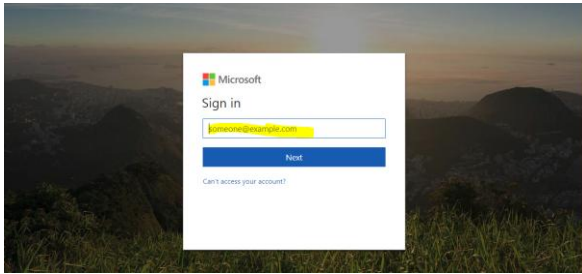 Microsoft
Sign in
someone@example.com
Next
Can't access your account?